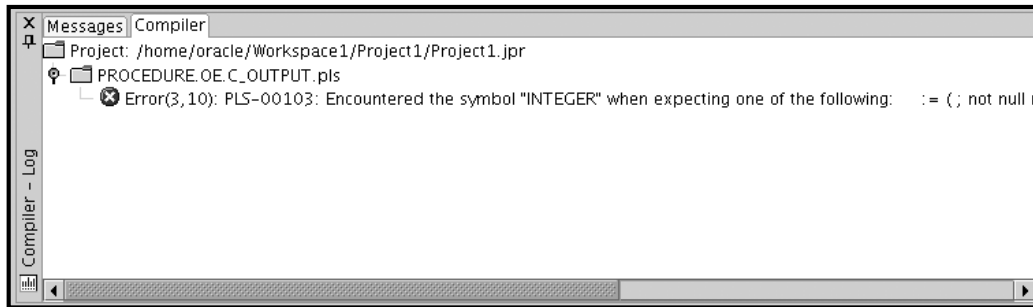 Messages Compiler
Project: /home/oracle/Workspace1/Project1/Project1.jpr
PROCEDURE.OE.C_OUTPUT.pls
Error(3,10): PLS-00103: Encountered the symbol "INTEGER" when expecting one of the following: := ( ; not null
Compiler - Log